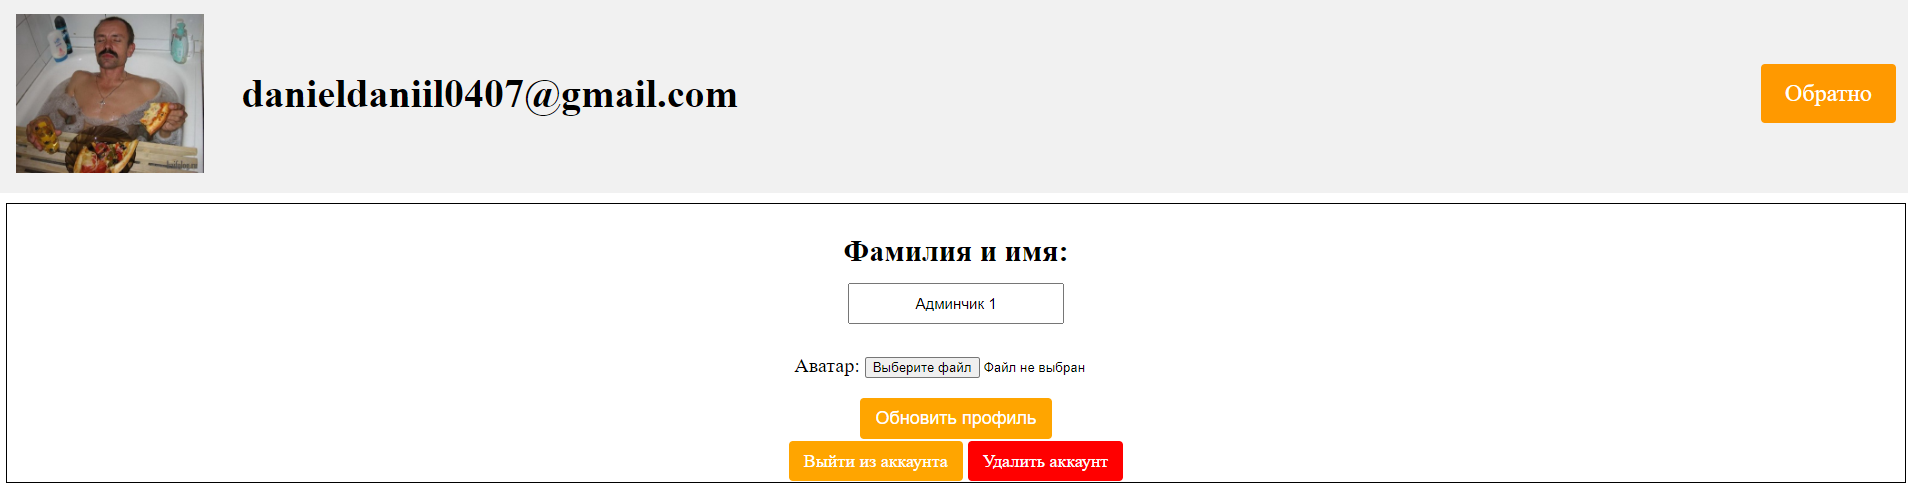 danieldaniil0407@gmail.com
Обратно
Фамилия и имя:
Админчик 1
Аватар: Выберите файл Файл не выбран
Обновить профиль
Выйти из аккаунта Удалить аккаунт